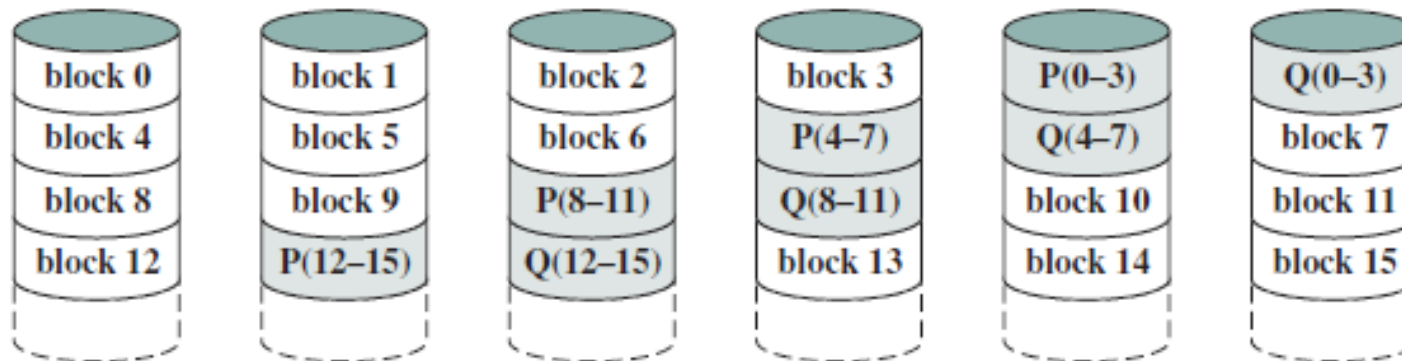 block 0 block 1 block 2 block 3 P(0–3) Q(0–3)
block 4 block 5 block 6 P(4–7) Q(4–7) block 7
block 8 block 9 P(8–11) Q(8–11) block 10 block 11
block 12 P(12–15) Q(12–15) block 13 block 14 block 15